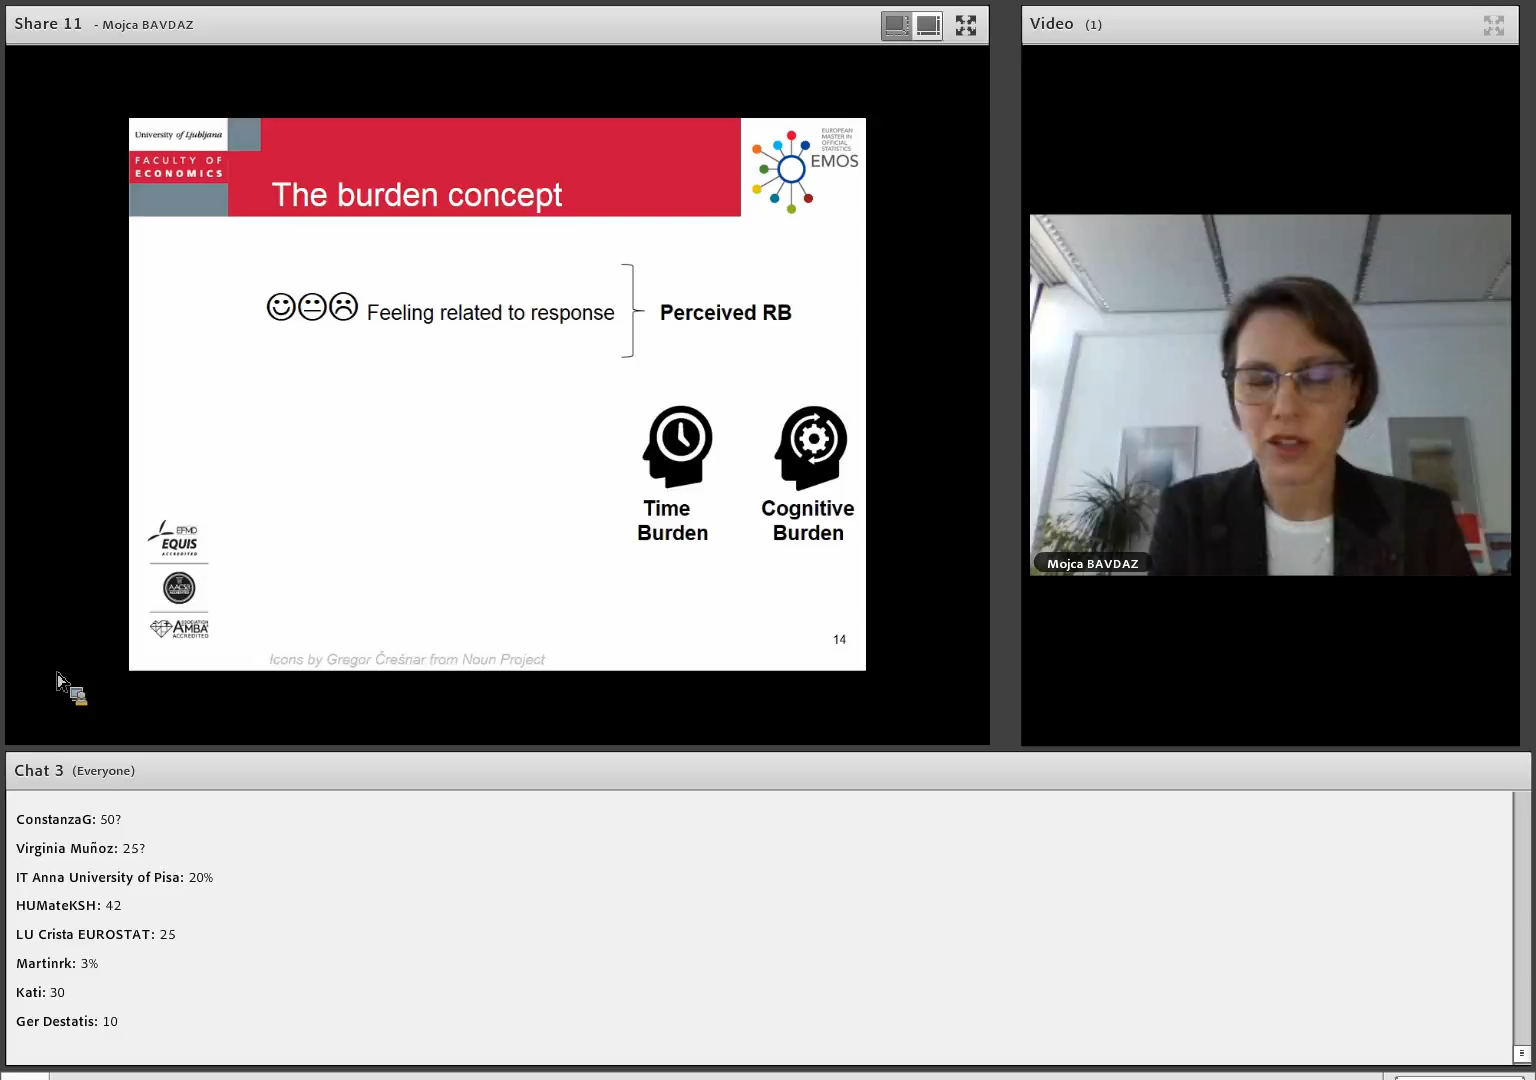 Share 11 - Mojca BAVDAZ
Video (1)
University of Ljubljana
FACULTY OF
ECONOMICS
The burden concept
EUROPEAN
MASTER IN
OFFICIAL
STATISTICS
EMOS
Feeling related to response
Perceived RB
Time
Burden
Cognitive
Burden
EFMD
EQUIS
ACCREDITED
AACSB
ACCREDITED
ASSOCIATION
AMBA
ACCREDITED
14
Icons by Gregor Črešnar from Noun Project
Mojca BAVDAZ
Chat 3 (Everyone)
ConstanzaG: 50?
Virginia Muñoz: 25?
IT Anna University of Pisa: 20%
HUMateKSH: 42
LU Crista EUROSTAT: 25
Martinrk: 3%
Kati: 30
Ger Destatis: 10